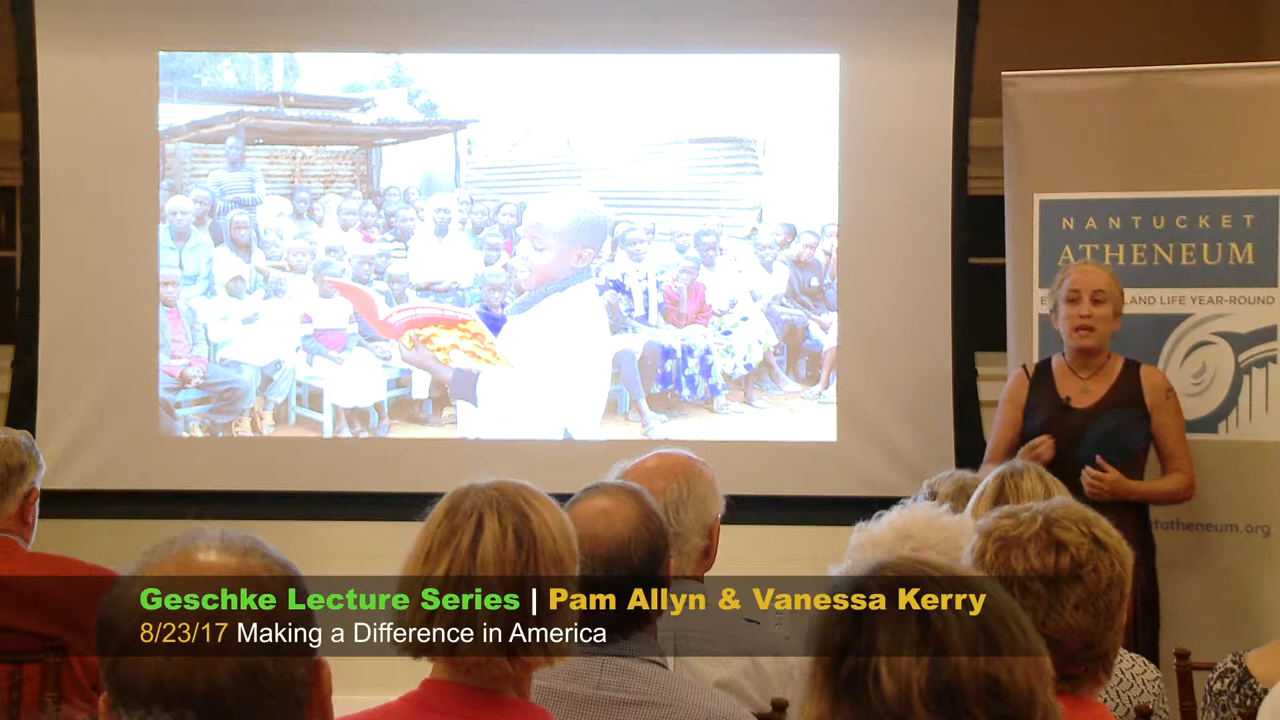 NANTUCKET
ATHENEUM
LAND LIFE YEAR-ROUND
tatheneum.org
Geschke Lecture Series | Pam Allyn & Vanessa Kerry
8/23/17 Making a Difference in America